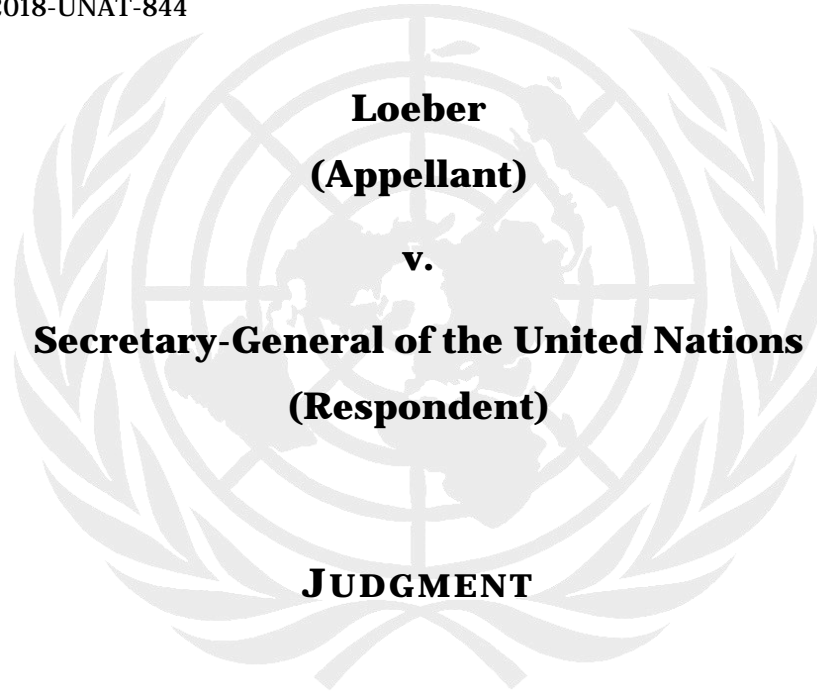 2018-UNAT-844
Loeber
(Appellant)
v.
Secretary-General of the United Nations
(Respondent)
JUDGMENT